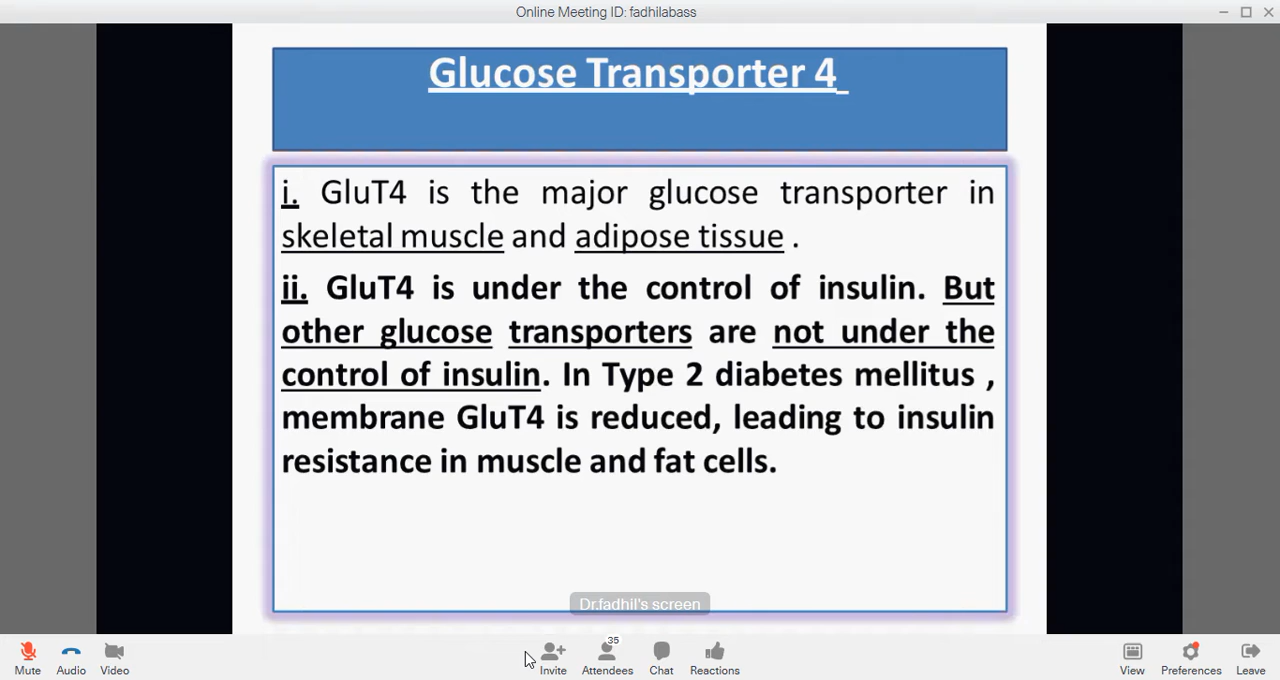 Online Meeting ID: fadhilabass
Glucose Transporter 4
i. GluT4 is the major glucose transporter in
skeletal muscle and adipose tissue .
ii. GluT4 is under the control of insulin. But
other glucose transporters are not under the
control of insulin. In Type 2 diabetes mellitus ,
membrane GluT4 is reduced, leading to insulin
resistance in muscle and fat cells.
Dr.fadhil's screen
35
Mute Audio Video Invite Attendees Chat Reactions View Preferences Leave